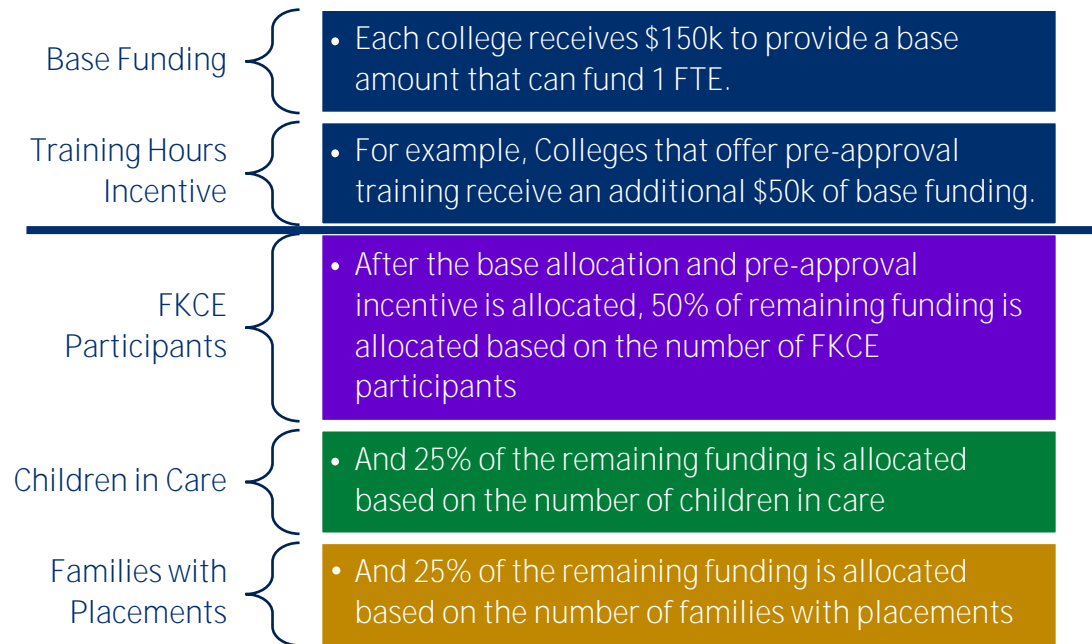 Base Funding
• Each college receives $150k to provide a base
amount that can fund 1 FTE.
Training Hours
Incentive
• For example, Colleges that offer pre-approval
training receive an additional $50k of base funding.
FKCE
Participants
• After the base allocation and pre-approval
incentive is allocated, 50% of remaining funding is
allocated based on the number of FKCE
participants
Children in Care
• And 25% of the remaining funding is allocated
based on the number of children in care
Families with
Placements
• And 25% of the remaining funding is allocated
based on the number of families with placements